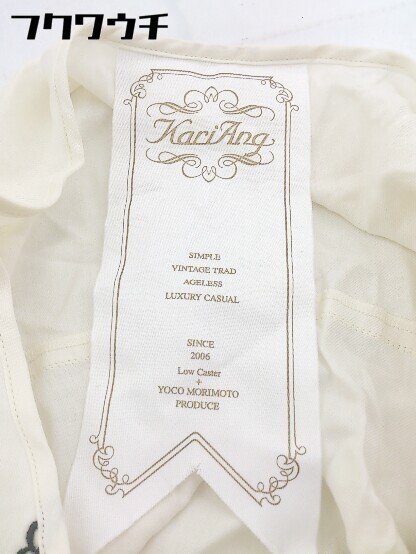 フクワウチ
KariAng
SIMPLE
VINTAGE TRAD
AGELESS
LUXURY CASUAL
SINCE
2006
Low Caster
+
YOCO MORIMOTO
PRODUCE